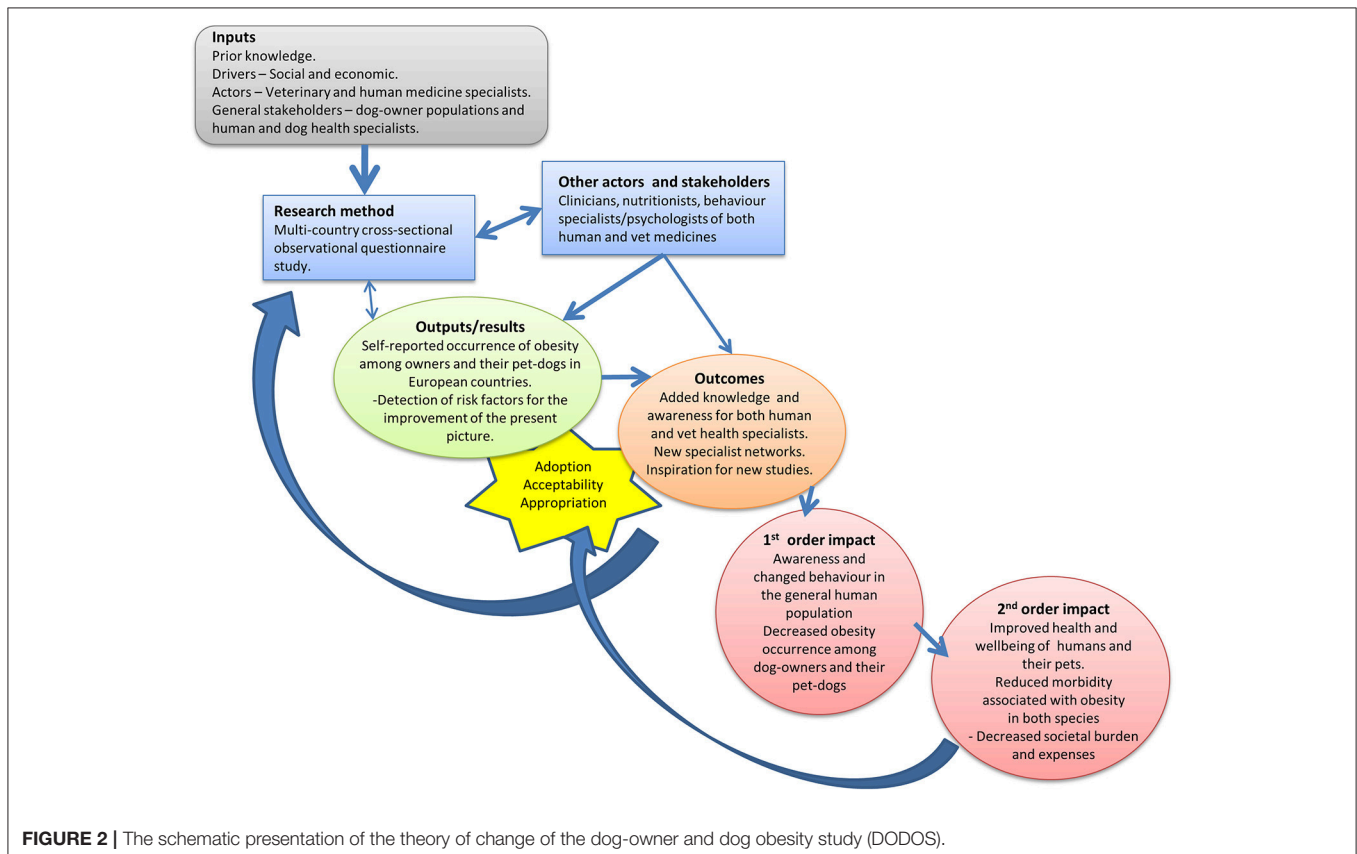 Inputs
Prior knowledge.
Drivers – Social and economic.
Actors – Veterinary and human medicine specialists.
General stakeholders – dog-owner populations and
human and dog health specialists.
Research method
Multi-country cross-sectional
observational questionnaire
study.
Other actors and stakeholders
Clinicians, nutritionists, behaviour
specialists/psychologists of both
human and vet medicines
Outputs/results
Self-reported occurrence of obesity
among owners and their pet-dogs in
European countries.
-Detection of risk factors for the
improvement of the present
picture.
Outcomes
Added knowledge and
awareness for both human
and vet health specialists.
New specialist networks.
Inspiration for new studies.
Adoption
Acceptability
Appropriation
1st order impact
Awareness and
changed behaviour in
the general human
population
Decreased obesity
occurrence among
dog-owners and their
pet-dogs
2nd order impact
Improved health and
wellbeing of humans and
their pets.
Reduced morbidity
associated with obesity
in both species
- Decreased societal burden
and expenses
FIGURE 2 | The schematic presentation of the theory of change of the dog-owner and dog obesity study (DODOS).